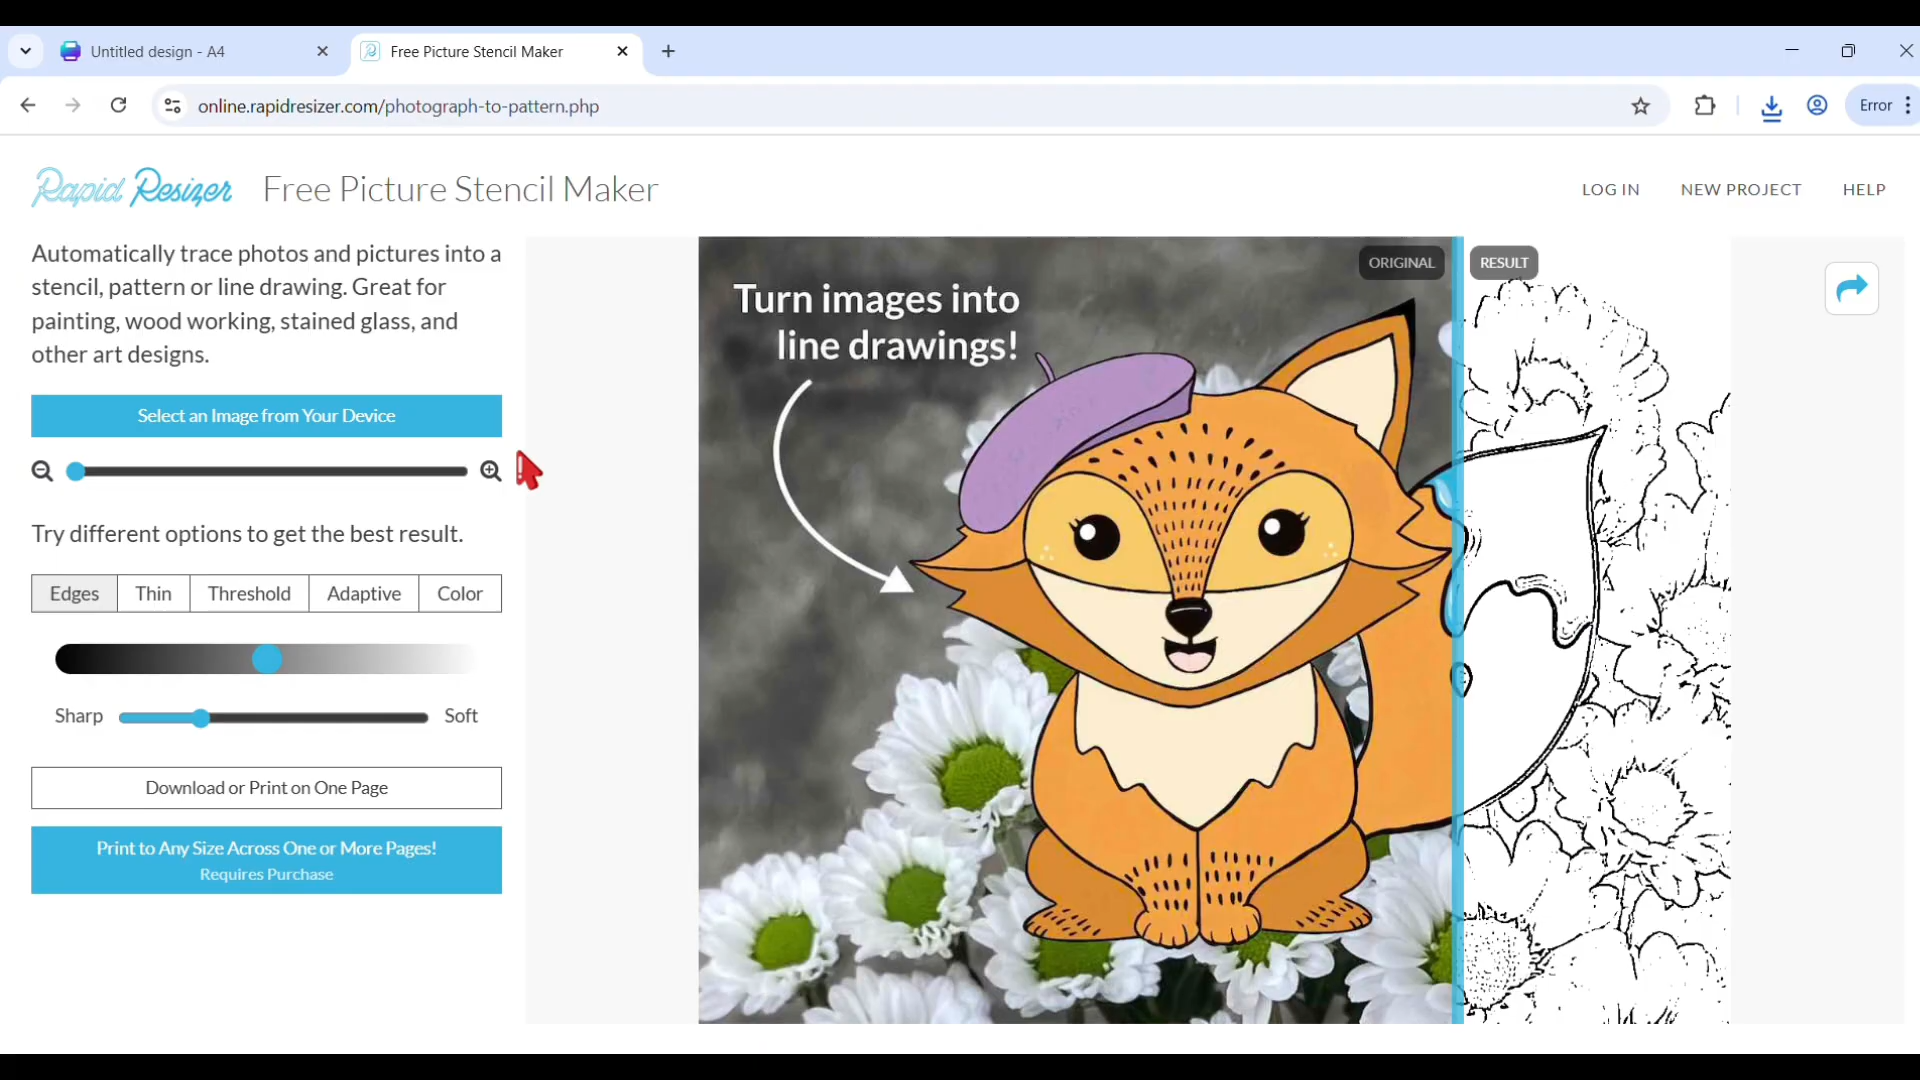 Untitled design - A4
Free Picture Stencil Maker
online.rapidresizer.com/photograph-to-pattern.php
Error
Rapid Resizer
Free Picture Stencil Maker
LOG IN
NEW PROJECT
HELP
Automatically trace photos and pictures into a
stencil, pattern or line drawing. Great for
painting, wood working, stained glass, and
other art designs.
Select an Image from Your Device
Try different options to get the best result.
Edges
Thin
Threshold
Adaptive
Color
Sharp
Soft
Download or Print on One Page
Print to Any Size Across One or More Pages!
Requires Purchase
ORIGINAL
RESULT
Turn images into
line drawings!